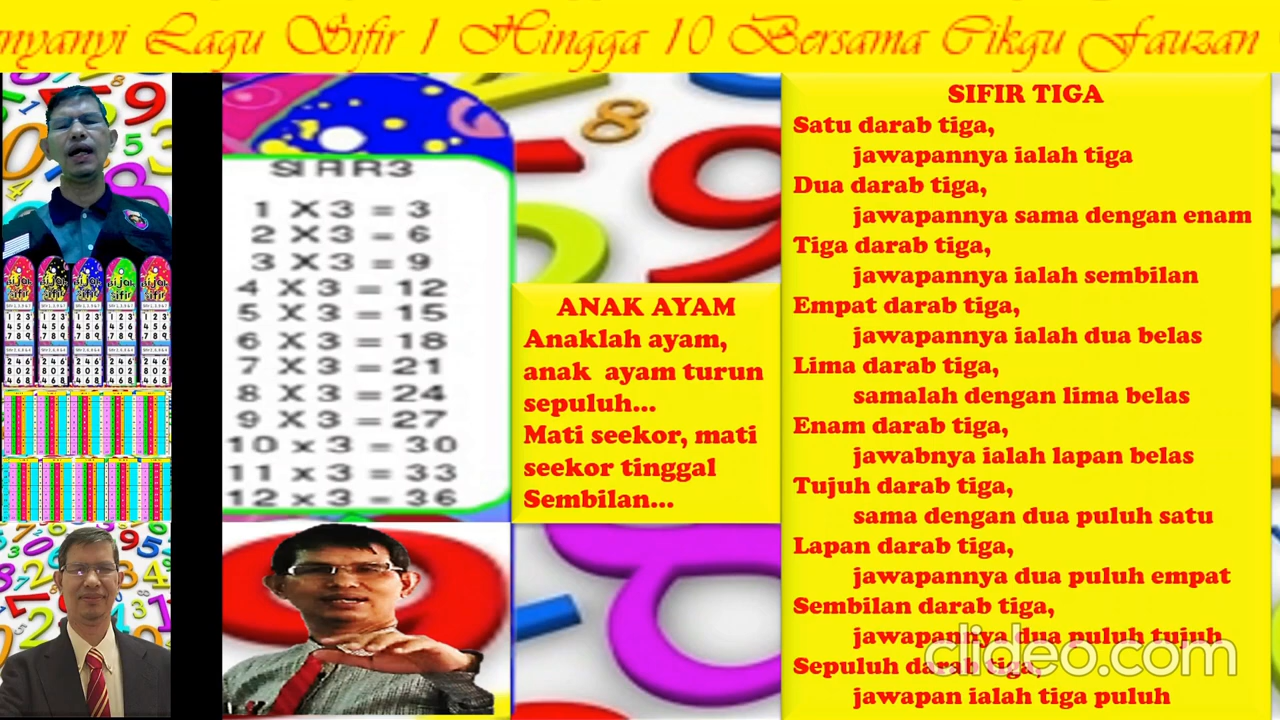 Lagu Sifir 1 Hingga 10 Bersama Cikgu Fauzan
SIFIR 3
1 X 3 = 3
2 X 3 = 6
3 X 3 = 9
4 X 3 = 12
5 X 3 = 15
6 X 3 = 18
7 X 3 = 21
8 X 3 = 24
9 X 3 = 27
10 x 3 = 30
11 x 3 = 33
12 x 3 = 36
ANAK AYAM
Anaklah ayam,
anak ayam turun
sepuluh...
Mati seekor, mati
seekor tinggal
Sembilan...
SIFIR TIGA
Satu darab tiga,
jawapannya ialah tiga
Dua darab tiga,
jawapannya sama dengan enam
Tiga darab tiga,
jawapannya ialah sembilan
Empat darab tiga,
jawapannya ialah dua belas
Lima darab tiga,
samalah dengan lima belas
Enam darab tiga,
jawabnya ialah lapan belas
Tujuh darab tiga,
sama dengan dua puluh satu
Lapan darab tiga,
jawapannya dua puluh empat
Sembilan darab tiga,
jawapannya dua puluh tujuh
Sepuluh darab tiga,
jawapan ialah tiga puluh
clideo.com